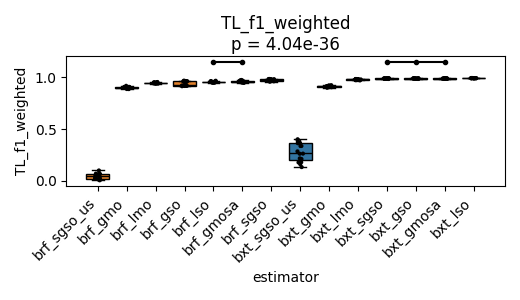 TL_f1_weighted
p = 4.04e-36
TL_f1_weighted
1.0
0.5
0.0
brf_sgso_us
brf_gmo
brf_lmo
brf_gso
brf_lso
brf_gmosa
brf_sgso
bxt_sgso_us
bxt_gmo
bxt_lmo
bxt_sgso
bxt_gso
bxt_gmosa
bxt_lso
estimator